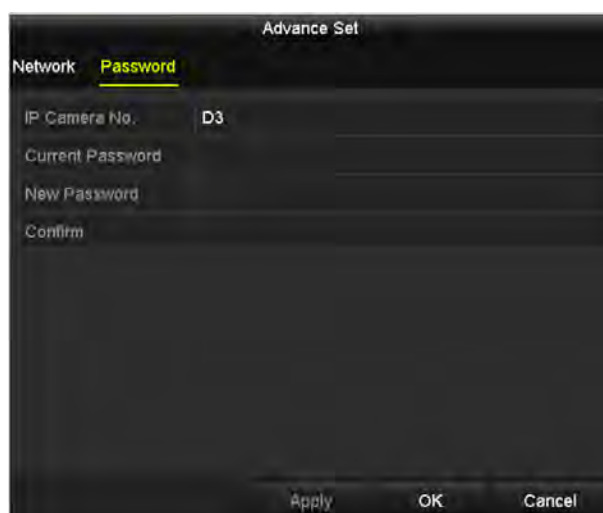 Advance Set
Network Password
IP Camera No. D3
Current Password
New Password
Confirm
Apply OK Cancel